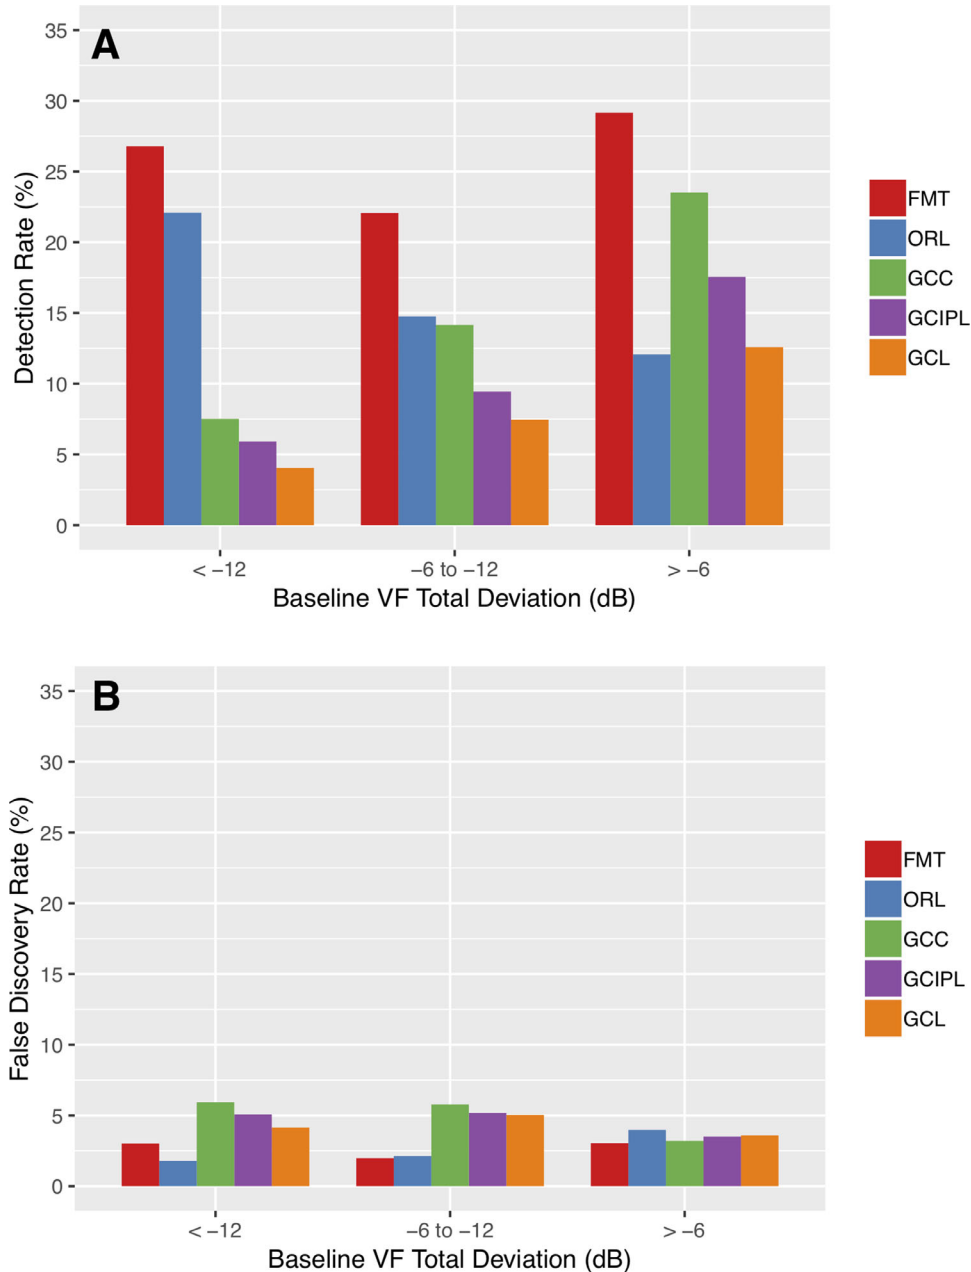 A
35
30
25
20
15
10
5
0
Detection Rate (%)
< −12
−6 to −12
> −6
Baseline VF Total Deviation (dB)
FMT
ORL
GCC
GCIPL
GCL
B
35
30
25
20
15
10
5
0
False Discovery Rate (%)
< −12
−6 to −12
> −6
Baseline VF Total Deviation (dB)
FMT
ORL
GCC
GCIPL
GCL